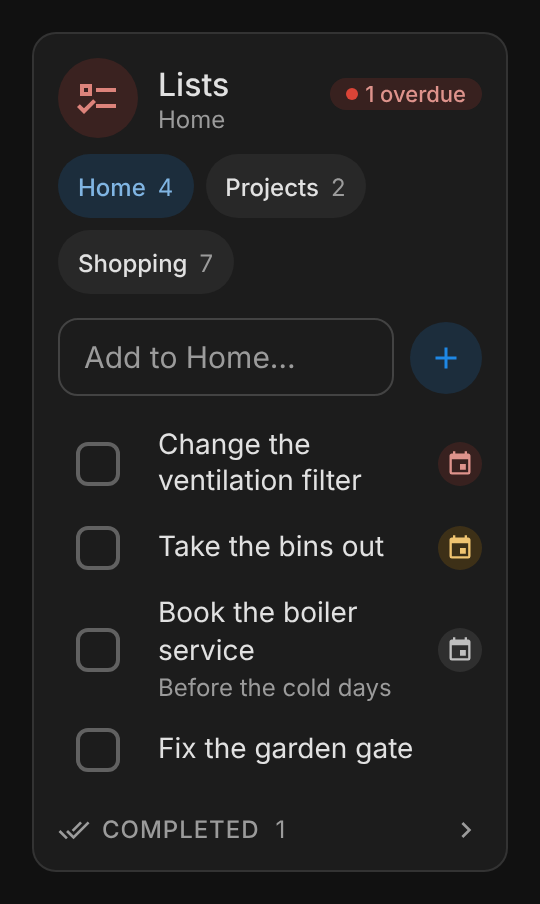 Lists
Home
1 overdue
Home 4
Projects 2
Shopping 7
Add to Home...
Change the
ventilation filter
Take the bins out
Book the boiler
service
Before the cold days
Fix the garden gate
COMPLETED 1